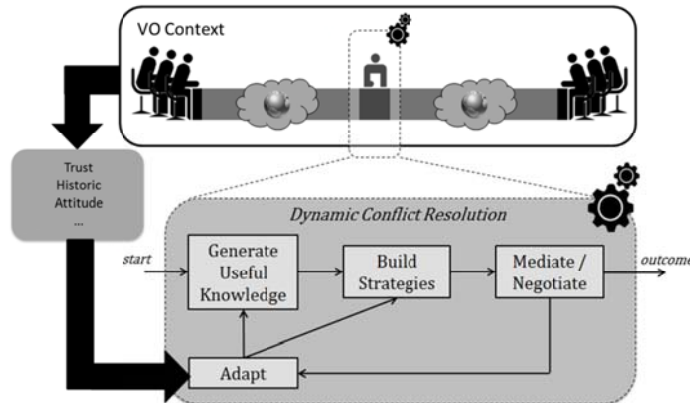 VO Context
Trust
Historic
Attitude
...
Dynamic Conflict Resolution
start
Generate
Useful
Knowledge
Build
Strategies
Mediate /
Negotiate
outcome
Adapt